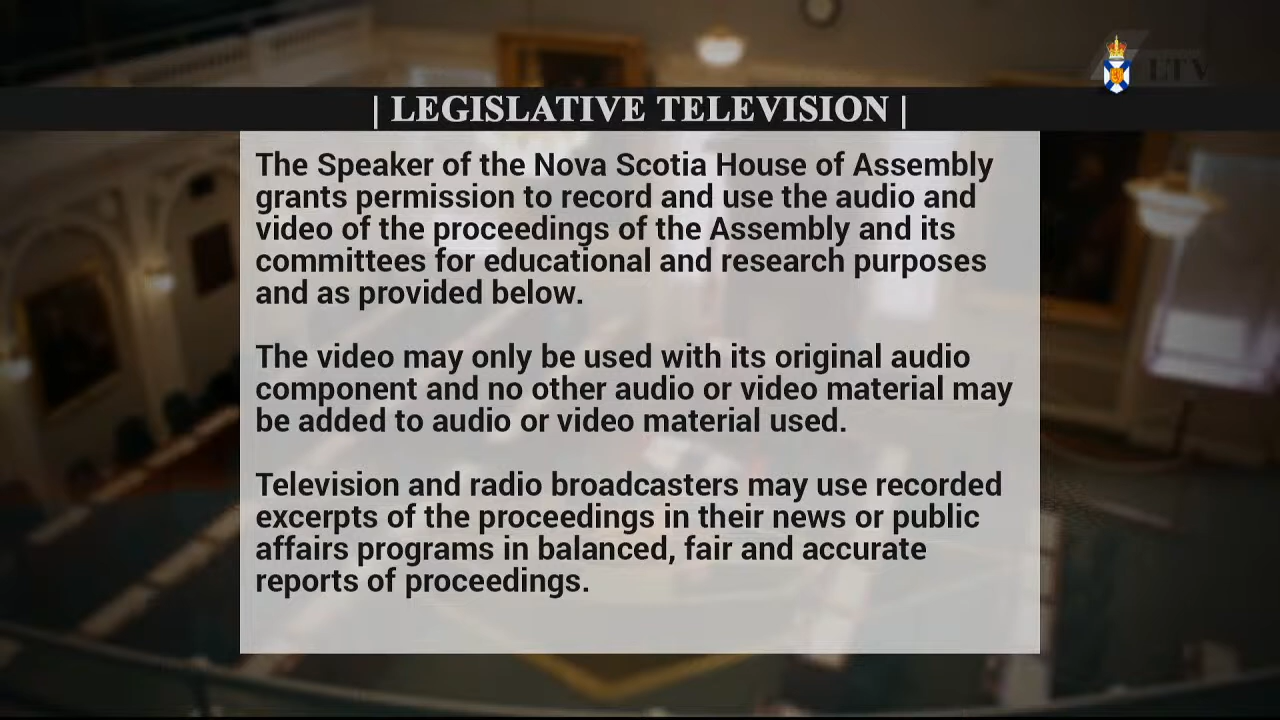 LTV
| LEGISLATIVE TELEVISION |
The Speaker of the Nova Scotia House of Assembly
grants permission to record and use the audio and
video of the proceedings of the Assembly and its
committees for educational and research purposes
and as provided below.
The video may only be used with its original audio
component and no other audio or video material may
be added to audio or video material used.
Television and radio broadcasters may use recorded
excerpts of the proceedings in their news or public
affairs programs in balanced, fair and accurate
reports of proceedings.